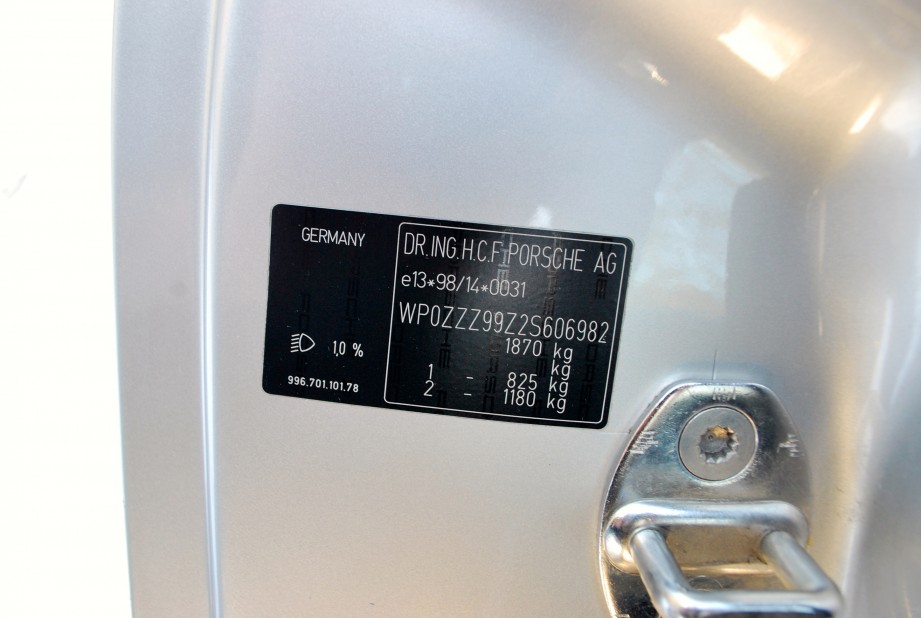 GERMANY
1,0 %
996.701.101.78
DR.ING.H.C.F.PORSCHE AG
e13*98/14*0031
WP0ZZZ99Z2S606982
1870 kg
kg
1 - 825 kg
2 - 1180 kg